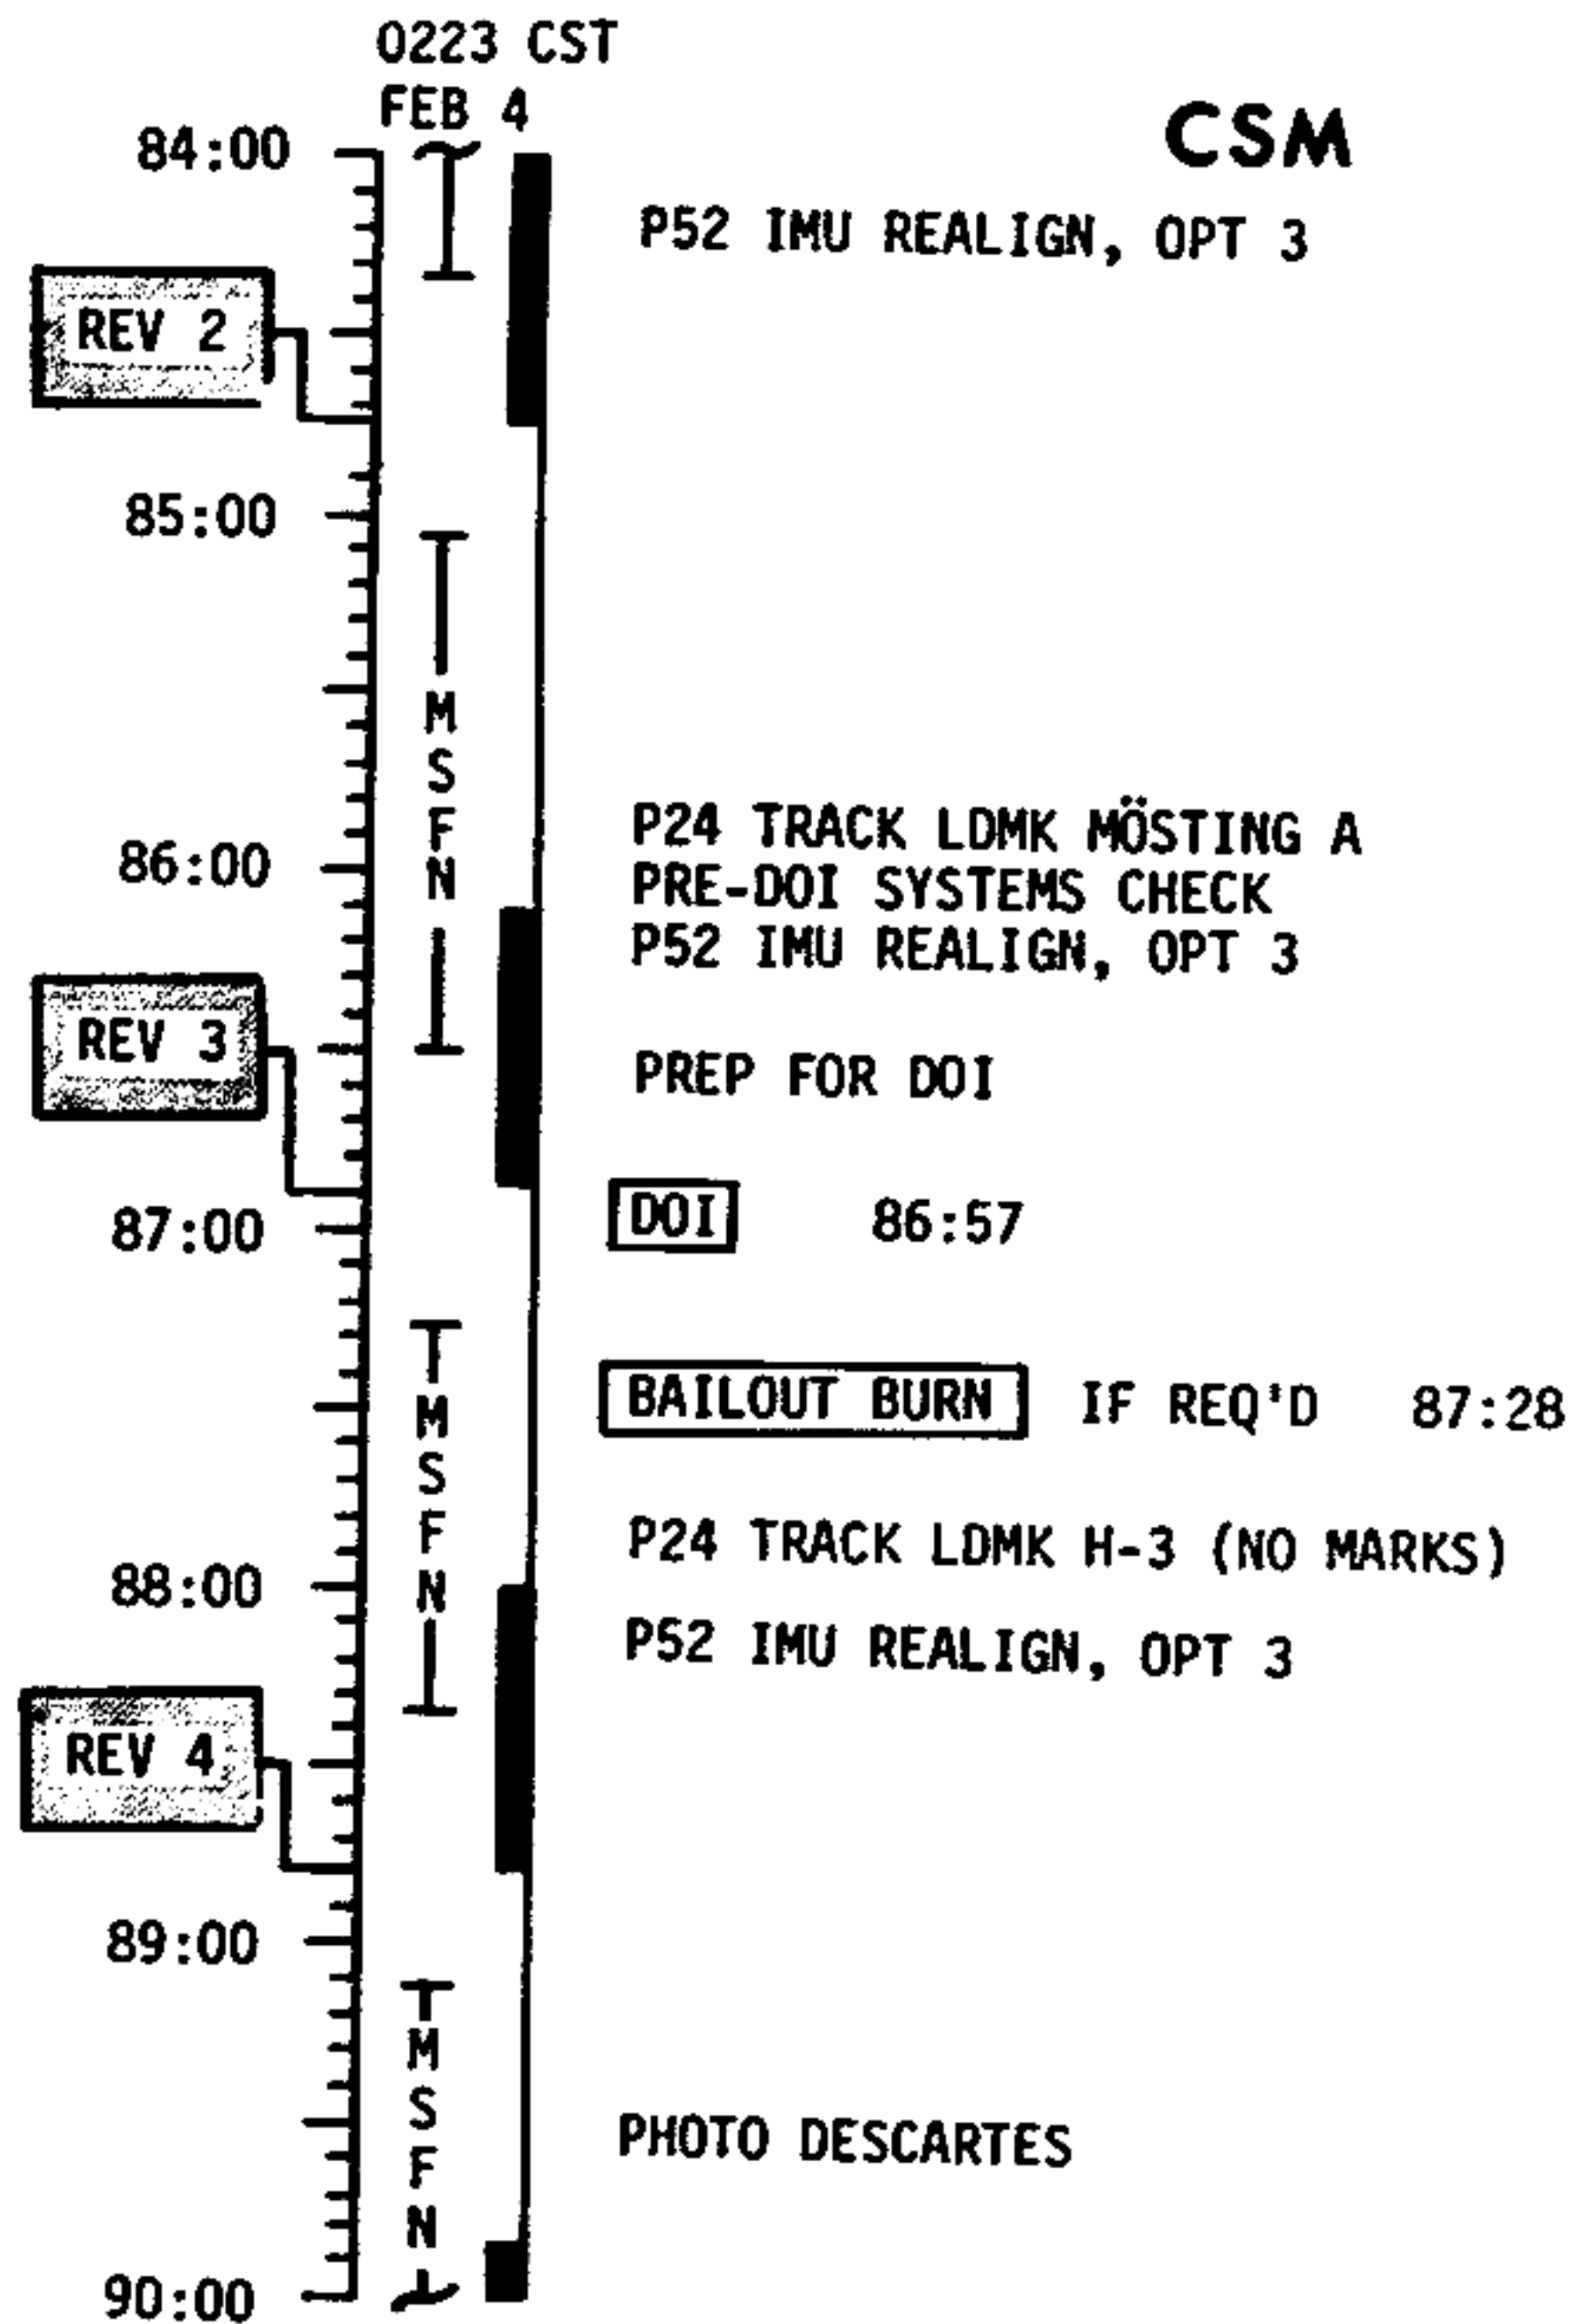 0223 CST
FEB 4
CSM
84:00
P52 IMU REALIGN, OPT 3
REV 2
85:00
MSFN
P24 TRACK LDMK MÖSTING A
86:00
PRE-DOI SYSTEMS CHECK
P52 IMU REALIGN, OPT 3
REV 3
PREP FOR DOI
87:00
DOI 86:57
BAILOUT BURN IF REQ'D 87:28
MSFN
P24 TRACK LDMK H-3 (NO MARKS)
88:00
P52 IMU REALIGN, OPT 3
REV 4
89:00
MSFN
PHOTO DESCARTES
90:00